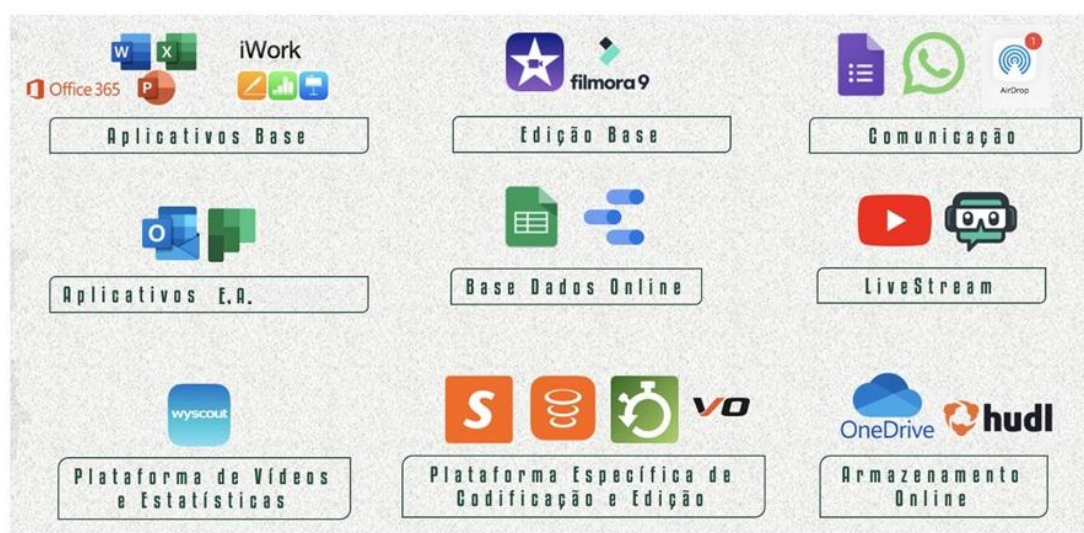 W X
iWork
Office 365 P
filmora9
1
AirDrop
Aplicativos Base
Edição Base
Comunicação
O
Aplicativos E.A.
Base Dados Online
LiveStream
wyscout
S
VO
OneDrive
hudl
Plataforma de Vídeos
e Estatísticas
Plataforma Específica de
Codificação e Edição
Armazenamento
Online